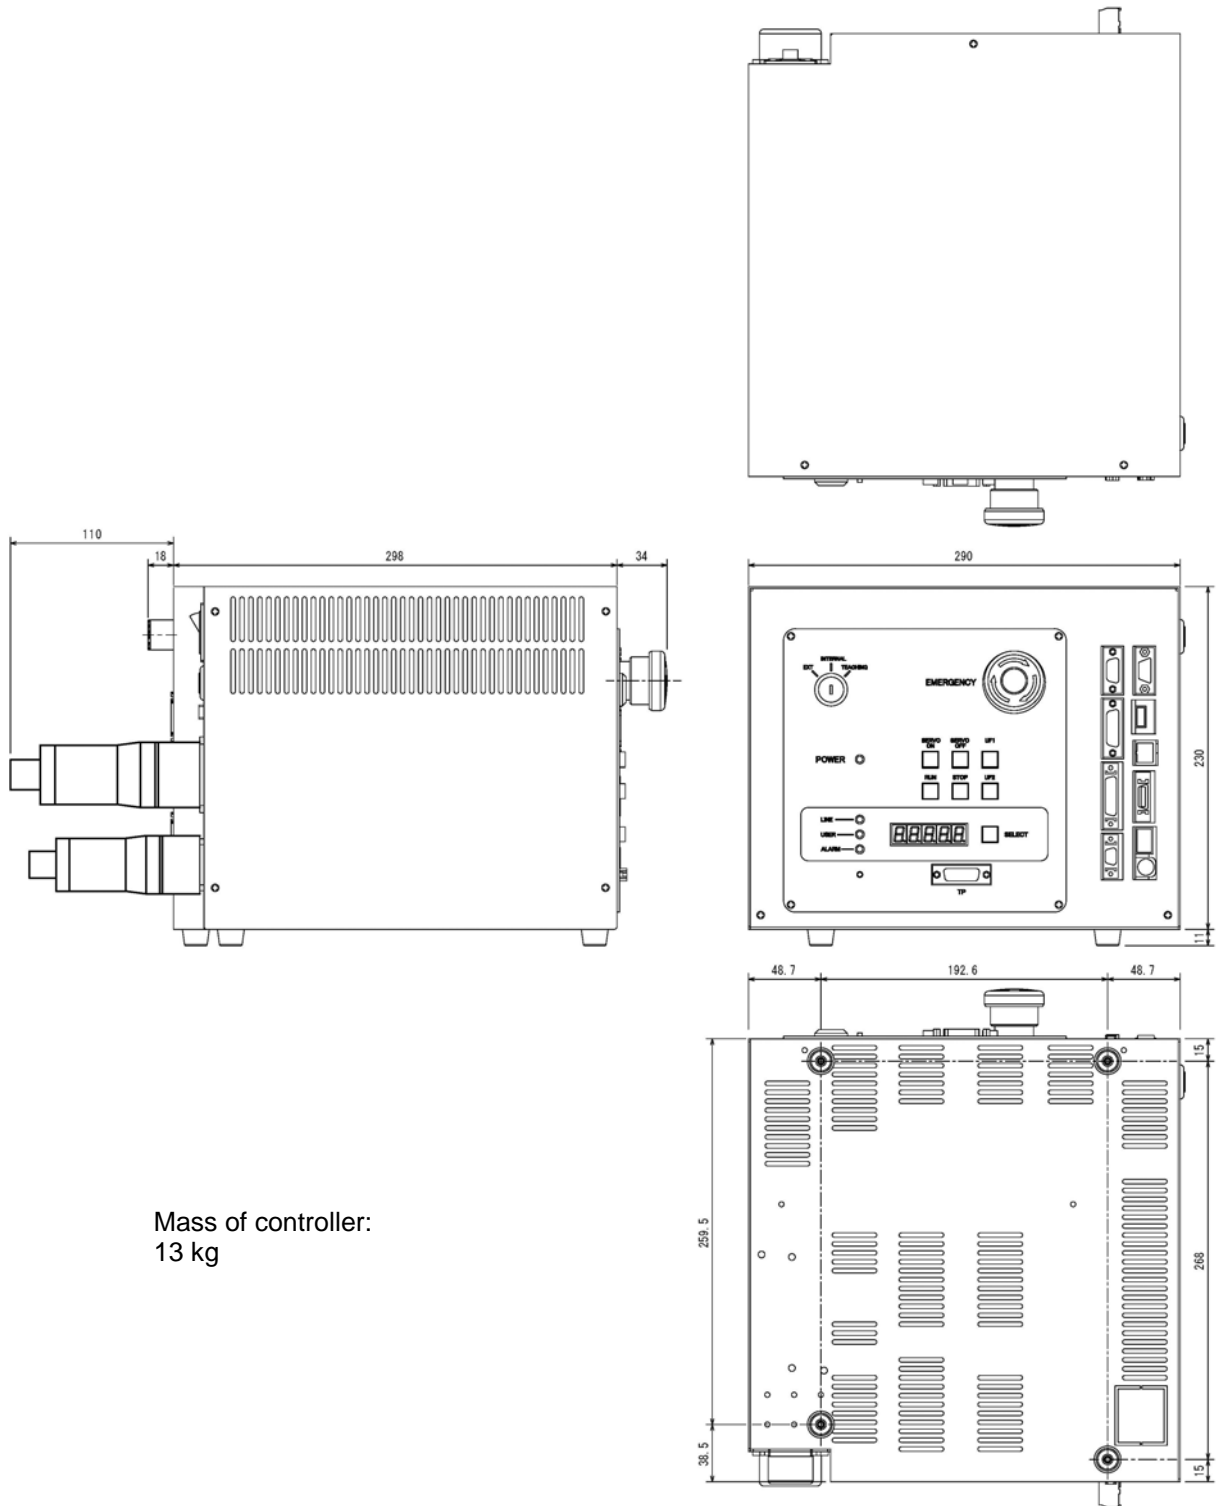 110
18
298
34
290
INTERNAL
EXT
TEACHING
EMERGENCY
SERVO ON
SERVO OFF
UF1
POWER
RUN
STOP
UF2
LINE
USER
ALARM
88888
SELECT
TP
230
11
48.7
192.6
48.7
15
259.5
268
38.5
15
Mass of controller:
13 kg